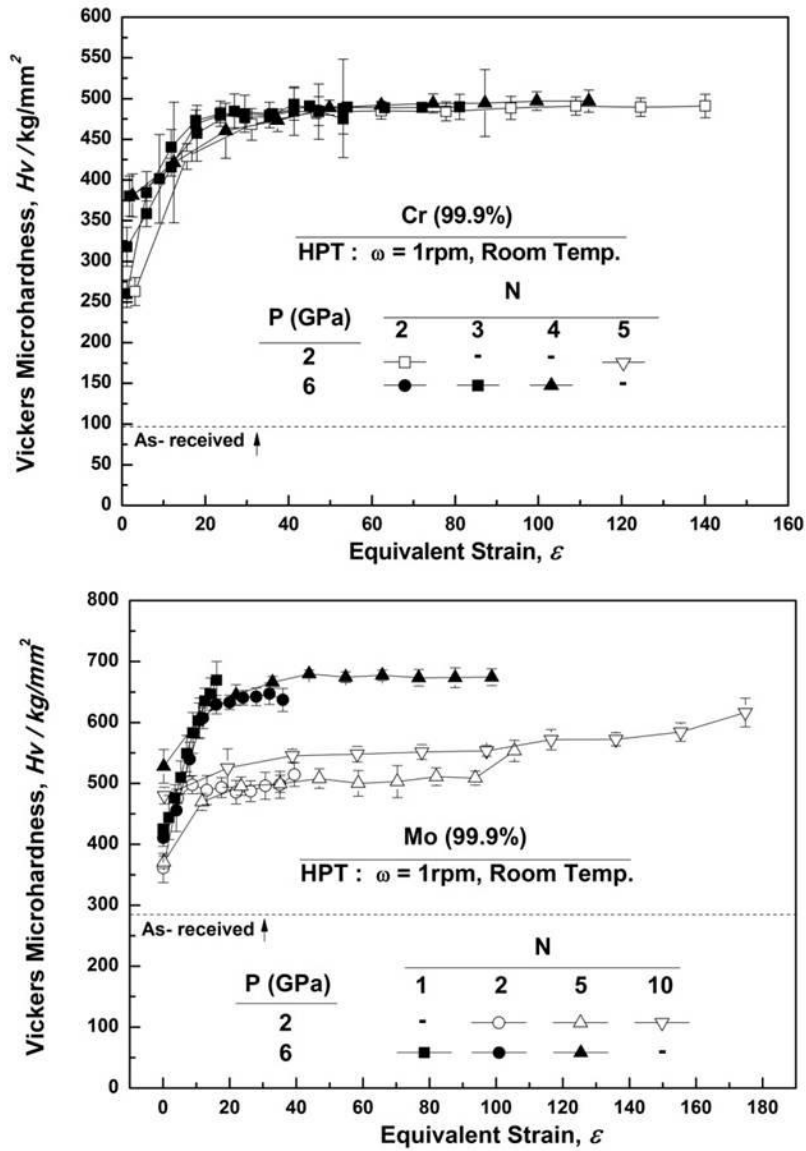 600
550
500
450
400
350
300
250
200
150
100
50
0
Vickers Microhardness, Hv / kg/mm²
Cr (99.9%)
HPT : ω = 1rpm, Room Temp.
N
P (GPa) 2 3 4 5
2 - -
6 -
As- received
0 20 40 60 80 100 120 140 160
Equivalent Strain, ε
800
700
600
500
400
300
200
100
0
Vickers Microhardness, Hv / kg/mm²
Mo (99.9%)
HPT : ω = 1rpm, Room Temp.
As- received
N
P (GPa) 1 2 5 10
2 -
6 -
0 20 40 60 80 100 120 140 160 180
Equivalent Strain, ε